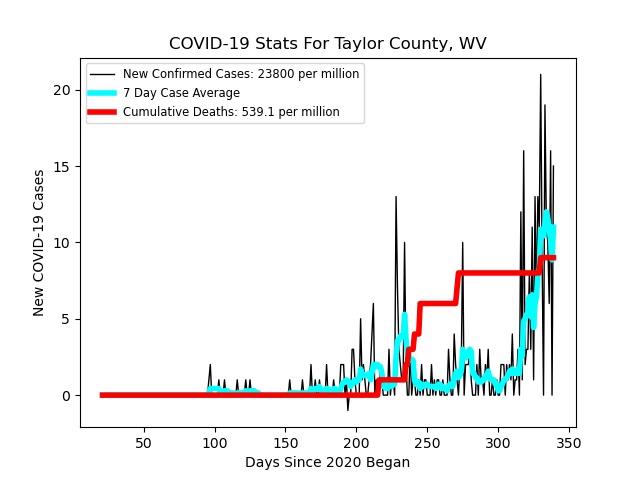 COVID-19 Stats For Taylor County, WV
New Confirmed Cases: 23800 per million
7 Day Case Average
Cumulative Deaths: 539.1 per million
New COVID-19 Cases
20
15
10
5
0
50 100 150 200 250 300 350
Days Since 2020 Began